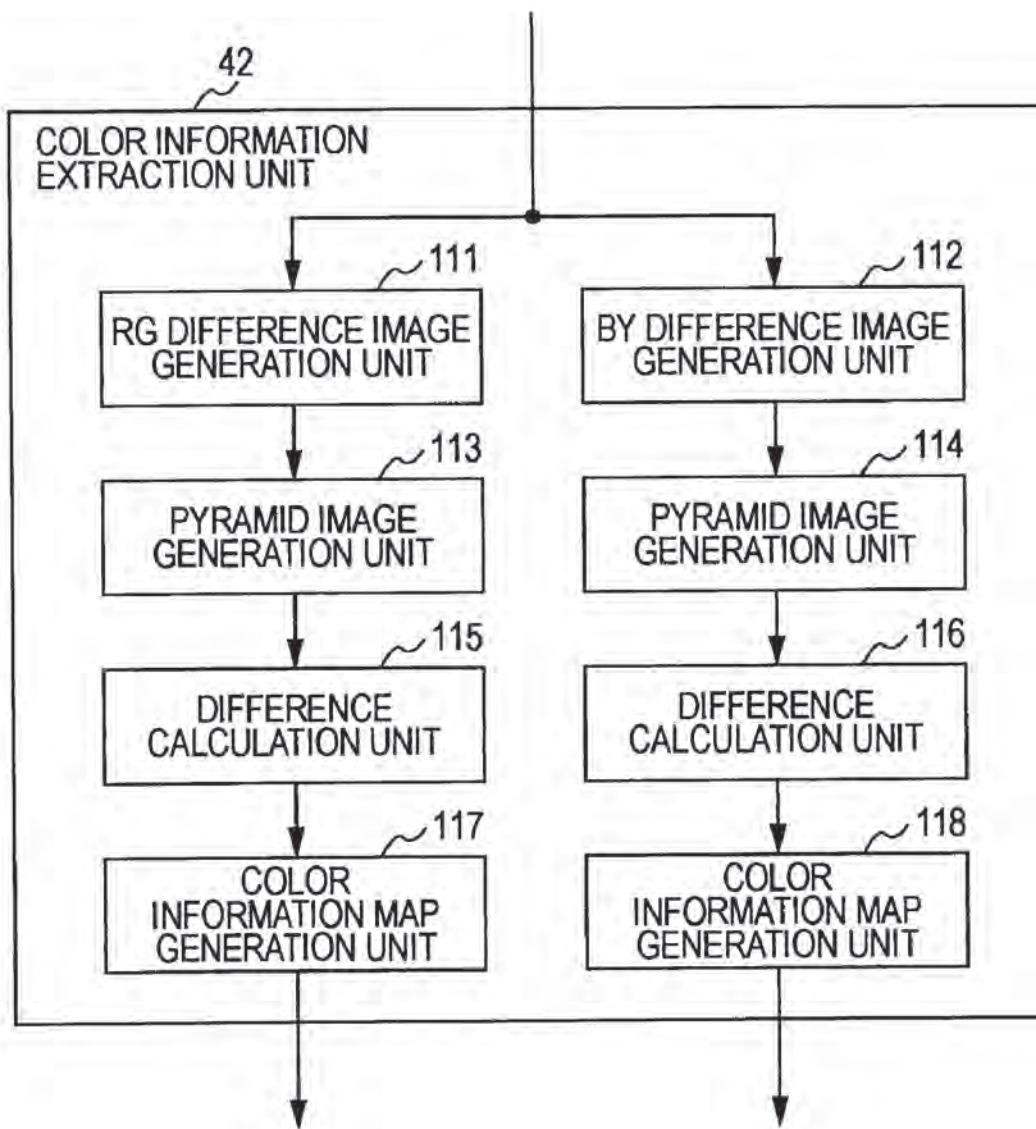 42
COLOR INFORMATION
EXTRACTION UNIT
111
RG DIFFERENCE IMAGE
GENERATION UNIT
112
BY DIFFERENCE IMAGE
GENERATION UNIT
113
PYRAMID IMAGE
GENERATION UNIT
114
PYRAMID IMAGE
GENERATION UNIT
115
DIFFERENCE
CALCULATION UNIT
116
DIFFERENCE
CALCULATION UNIT
117
COLOR
INFORMATION MAP
GENERATION UNIT
118
COLOR
INFORMATION MAP
GENERATION UNIT